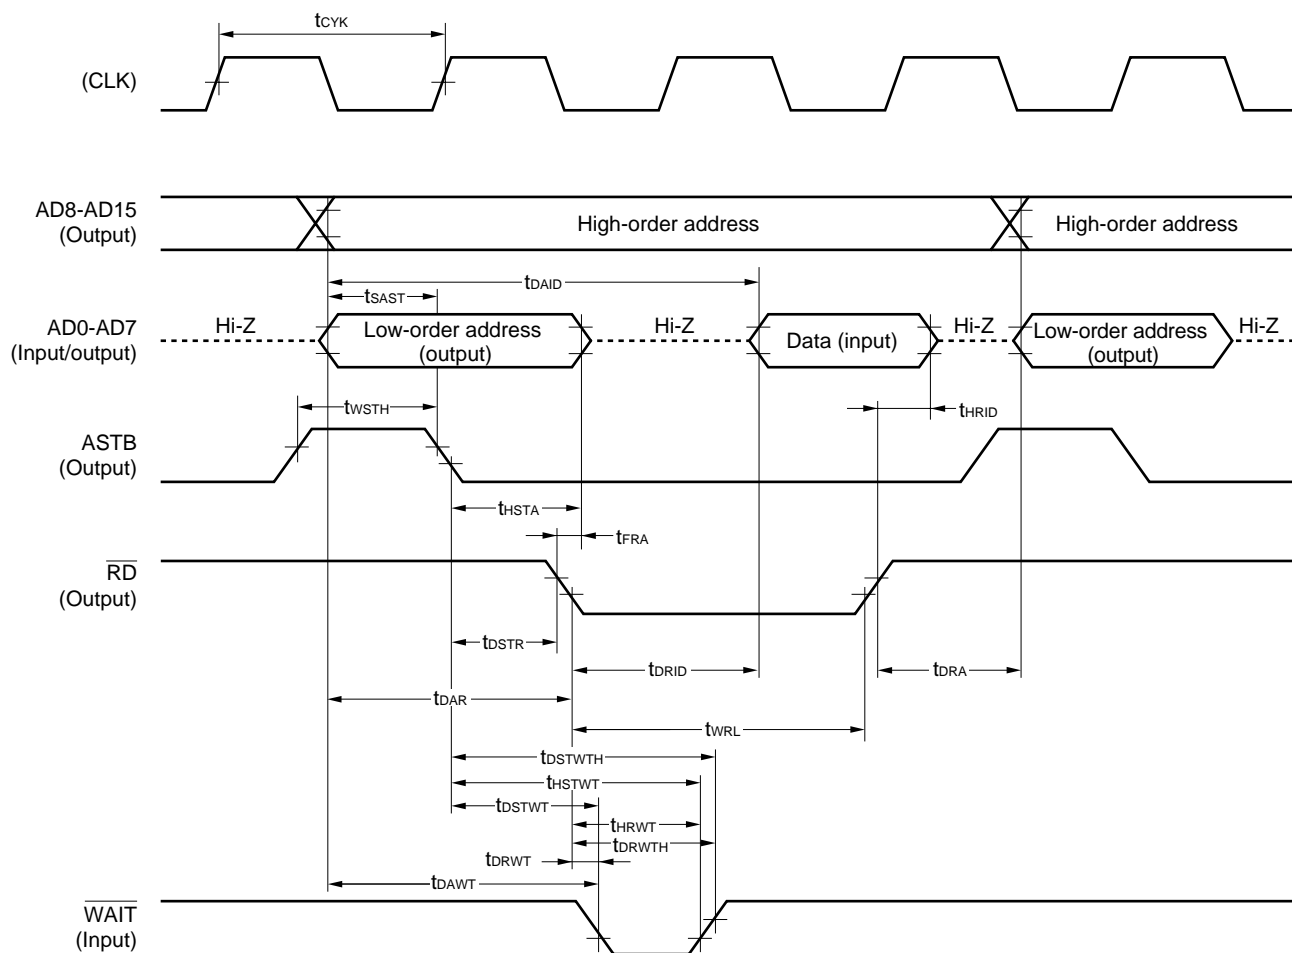 tCYK
(CLK)
AD8-AD15
(Output)
High-order address
High-order address
tDAID
tSAST
AD0-AD7
(Input/output)
Hi-Z
Low-order address
(output)
Hi-Z
Data (input)
Hi-Z
Low-order address
(output)
Hi-Z
tWSTH
tHRID
ASTB
(Output)
tHSTA
tFRA
RD
(Output)
tDSTR
tDRID
tDRA
tDAR
tWRL
tDSTWTH
tHSTWT
tDSTWT
tHRWT
tDRWTH
tDRWT
tDAWT
WAIT
(Input)